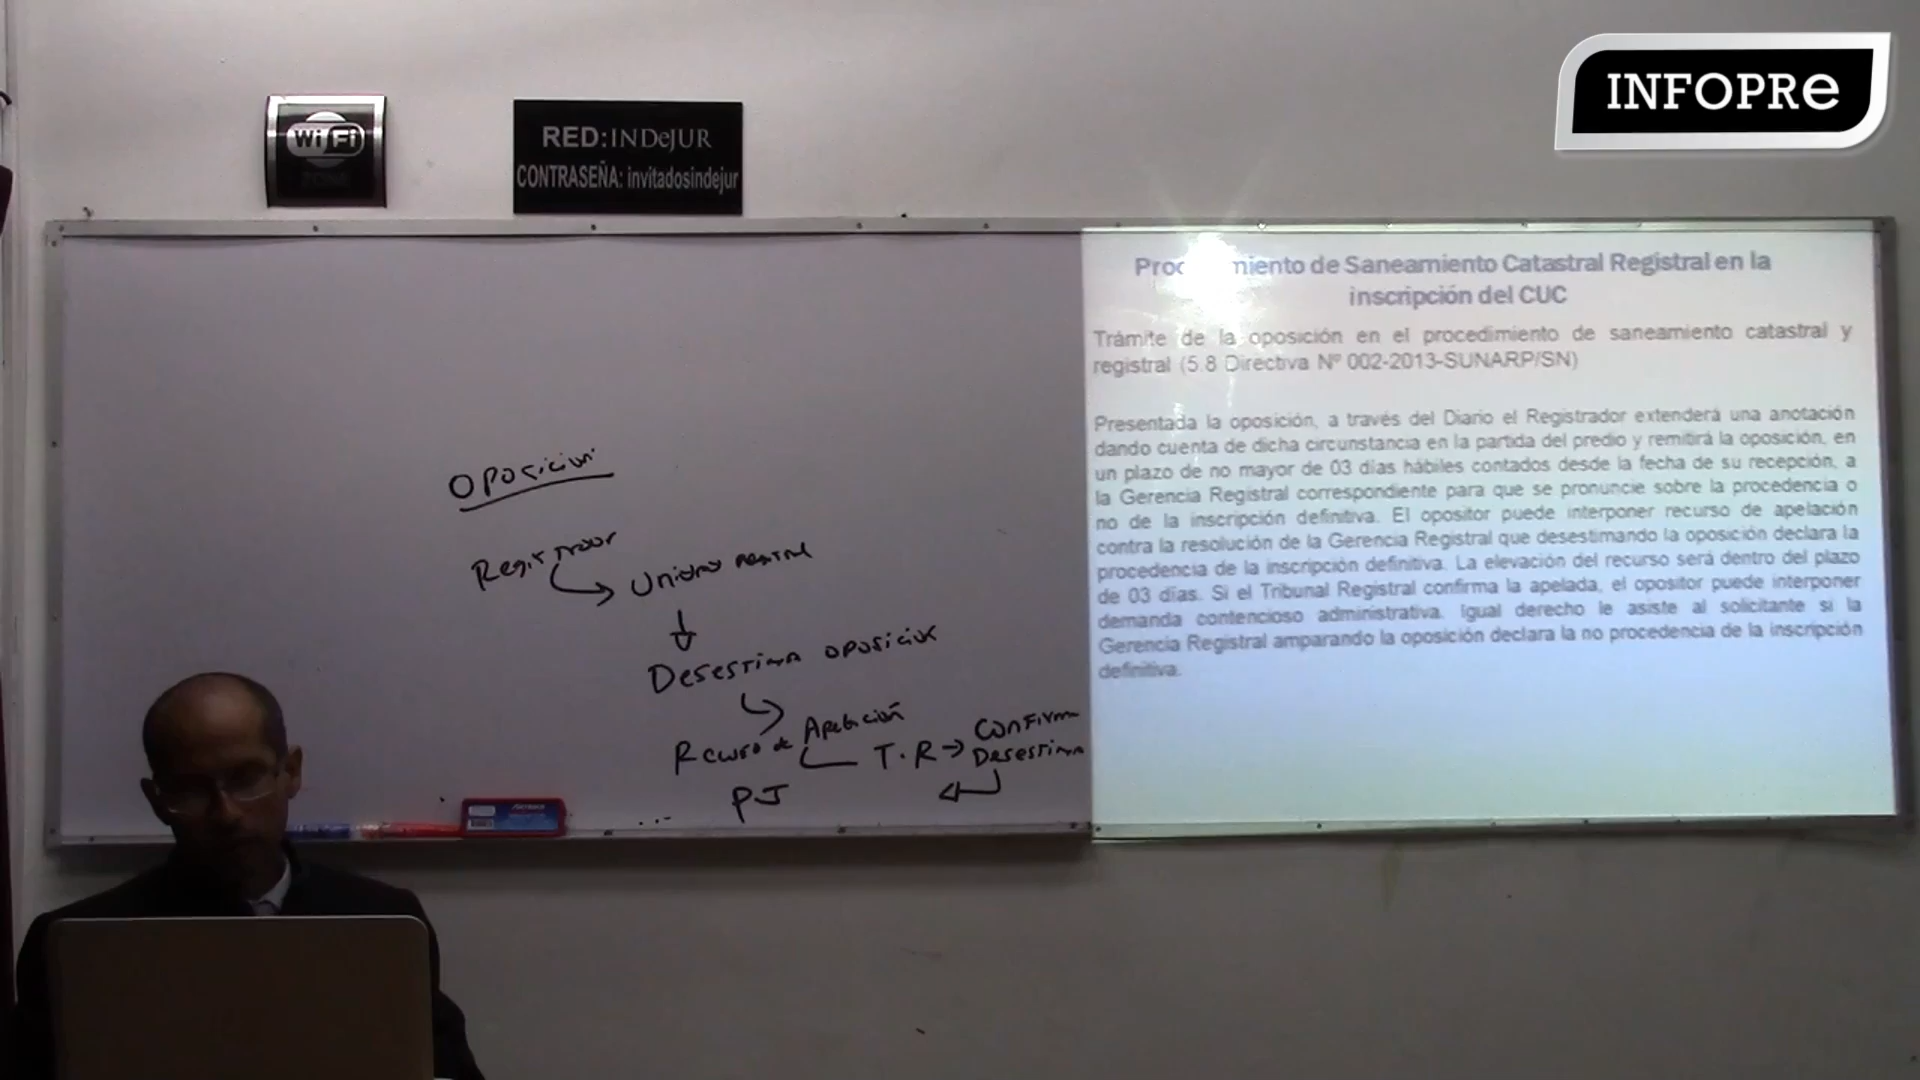 INFOPRe
WiFi
ZONE
RED: INDeJUR
CONTRASEÑA: invitadosindejur
miento de Saneamiento Catastral Registral en la
inscripción del CUC
Trámite de la oposición en el procedimiento de saneamiento catastral y
registral (5.8 Directiva Nº 002-2013-SUNARP/SN)
Presentada la oposición, a través del Diario el Registrador extenderá una anotación
dando cuenta de dicha circunstancia en la partida del predio y remitirá la oposición, en
un plazo de no mayor de 03 días hábiles contados desde la fecha de su recepción, a
la Gerencia Registral correspondiente para que se pronuncie sobre la procedencia o
no de la inscripción definitiva. El opositor puede interponer recurso de apelación
contra la resolución de la Gerencia Registral que desestimando la oposición declara la
procedencia de la inscripción definitiva. La elevación del recurso será dentro del plazo
de 03 días. Si el Tribunal Registral confirma la apelada, el opositor puede interponer
demanda contencioso administrativa. Igual derecho le asiste al solicitante si la
Gerencia Registral amparando la oposición declara la no procedencia de la inscripción
definitiva.
Oposición
Registrador
Desestima oposición
Recurso de Apelación
T.R → Confirma
Desestima
P.J
...